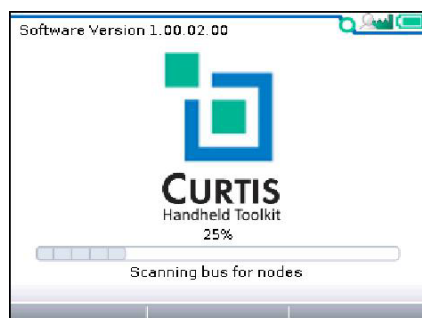 Software Version 1.00.02.00
CURTIS
Handheld Toolkit
25%
Scanning bus for nodes